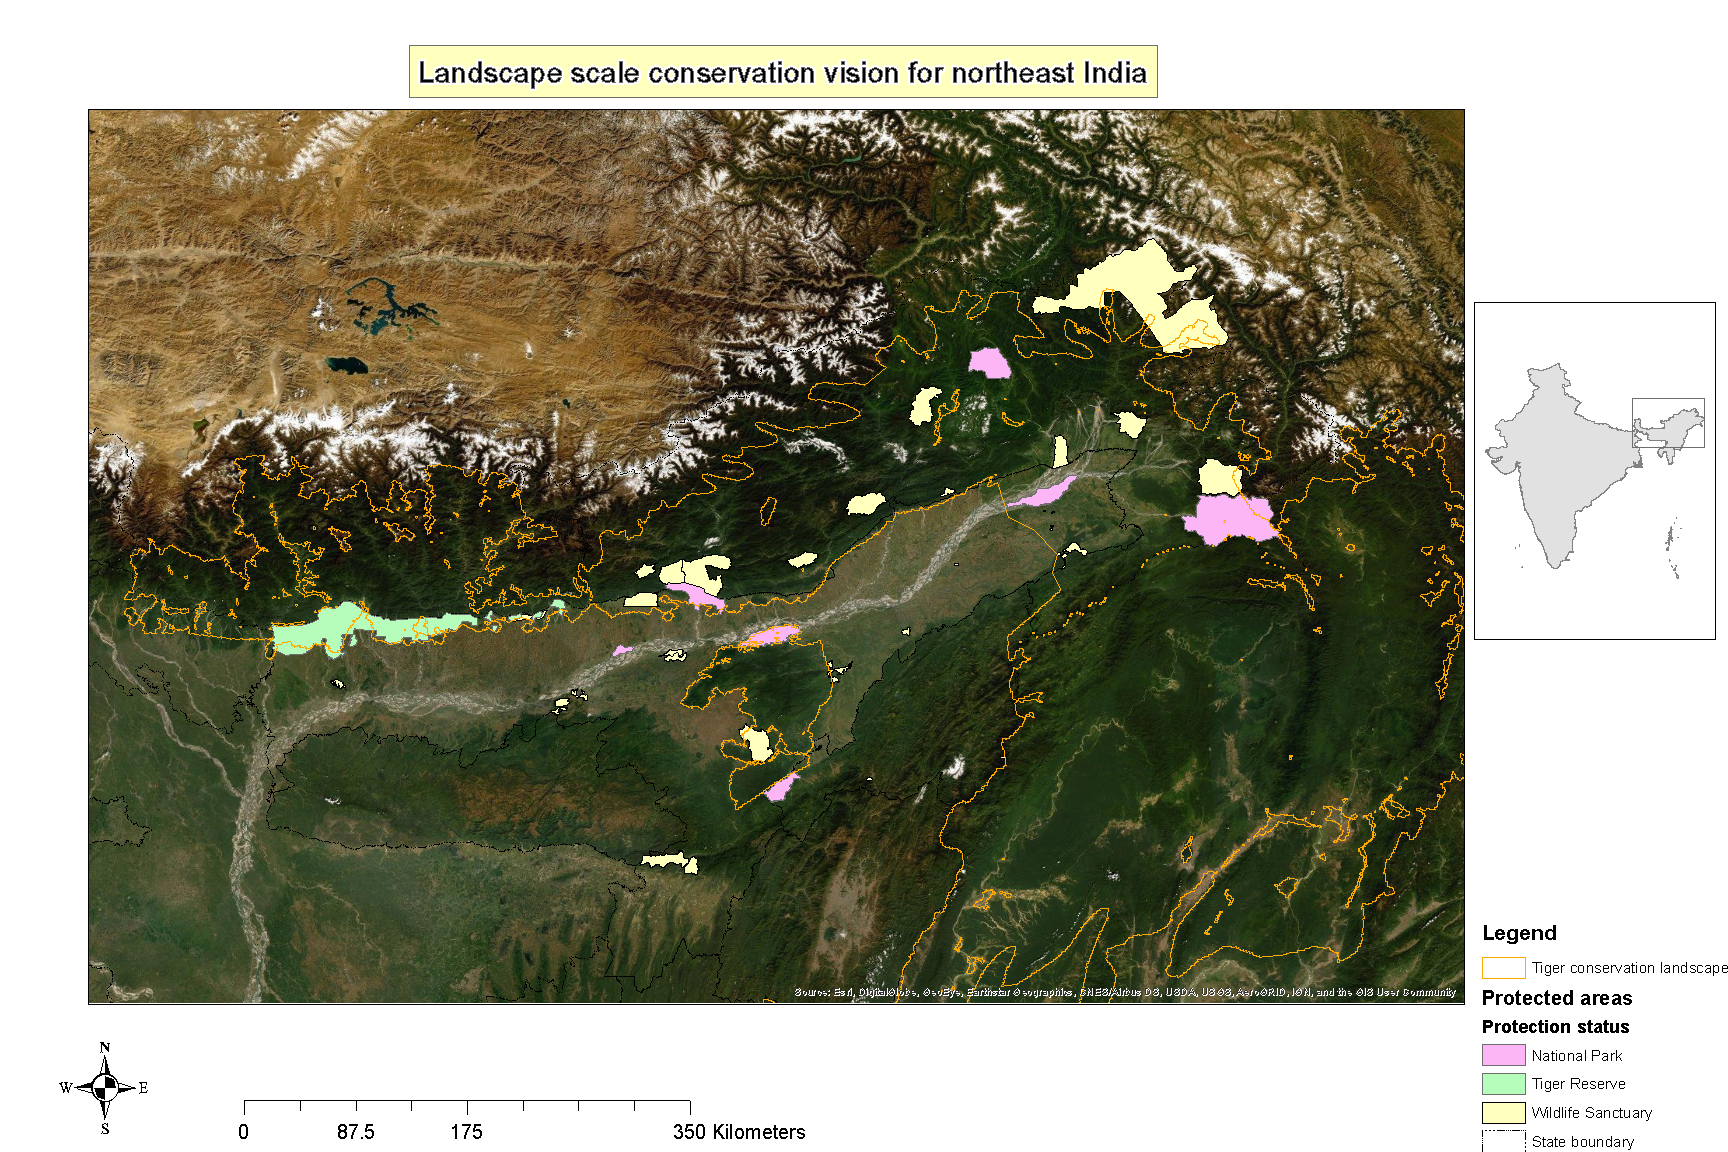 Landscape scale conservation vision for northeast India
Source: Esri, DigitalGlobe, GeoEye, Earthstar Geographics, CNES/Airbus DS, USDA, USGS, AeroGRID, IGN, and the GIS User Community
Legend
Tiger conservation landscape
Protected areas
Protection status
National Park
Tiger Reserve
Wildlife Sanctuary
State boundary
N
W E
S
0 87.5 175 350 Kilometers